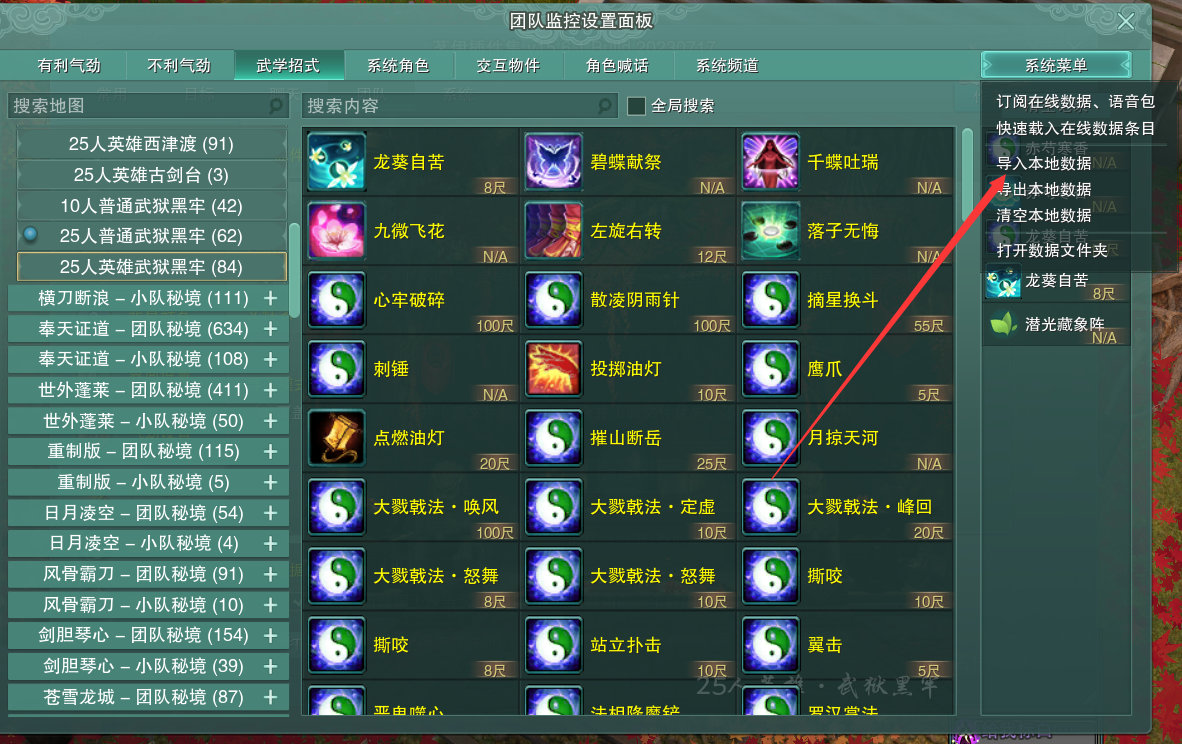 团队监控设置面板
有利气劲
不利气劲
武学招式
系统角色
交互物件
角色喊话
系统频道
系统菜单
搜索地图
搜索内容
全局搜索
25人英雄西津渡 (91)
25人英雄古剑台 (3)
10人普通武狱黑牢 (42)
25人普通武狱黑牢 (62)
25人英雄武狱黑牢 (84)
横刀断浪 – 团队秘境 (111) +
奉天证道 – 团队秘境 (634) +
奉天证道 – 小队秘境 (108) +
世外蓬莱 – 团队秘境 (411) +
世外蓬莱 – 小队秘境 (50) +
重制版 – 团队秘境 (115) +
重制版 – 小队秘境 (5) +
日月凌空 – 团队秘境 (54) +
日月凌空 – 小队秘境 (4) +
风骨霸刀 – 团队秘境 (91) +
风骨霸刀 – 小队秘境 (10) +
剑胆琴心 – 团队秘境 (154) +
剑胆琴心 – 小队秘境 (39) +
苍雪龙城 – 团队秘境 (87) +
龙葵自苦
8尺
碧蝶献祭
N/A
千蝶吐瑞
N/A
九微飞花
N/A
左旋右转
12尺
落子无悔
N/A
心牢破碎
100尺
散凌阴雨针
100尺
摘星换斗
55尺
刺锤
N/A
投掷油灯
10尺
鹰爪
5尺
点燃油灯
20尺
摧山断岳
25尺
月掠天河
N/A
大戮戟法・唤风
100尺
大戮戟法・定虚
10尺
大戮戟法・峰回
20尺
大戮戟法・怒舞
8尺
大戮戟法・怒舞
10尺
撕咬
10尺
撕咬
8尺
站立扑击
10尺
翼击
5尺
25人英雄・武狱黑牢
订阅在线数据、语音包
快速载入在线数据条目
赤芍寒香
N/A
导入本地数据
导出本地数据
N/A
清空本地数据
龙葵自苦
打开数据文件夹
龙葵自苦
8尺
潜光藏象阵
N/A